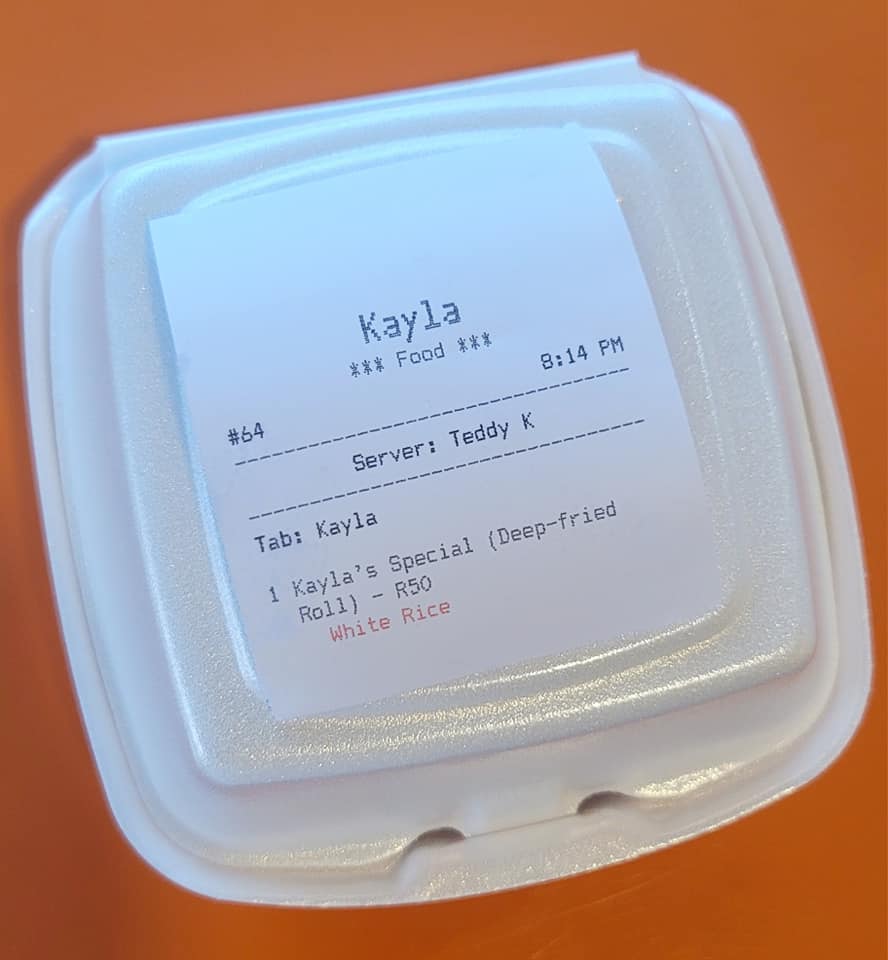 Kayla
*** Food ***
#64 8:14 PM
Server: Teddy K
Tab: Kayla
1 Kayla's Special (Deep-fried
Roll) - R50
White Rice